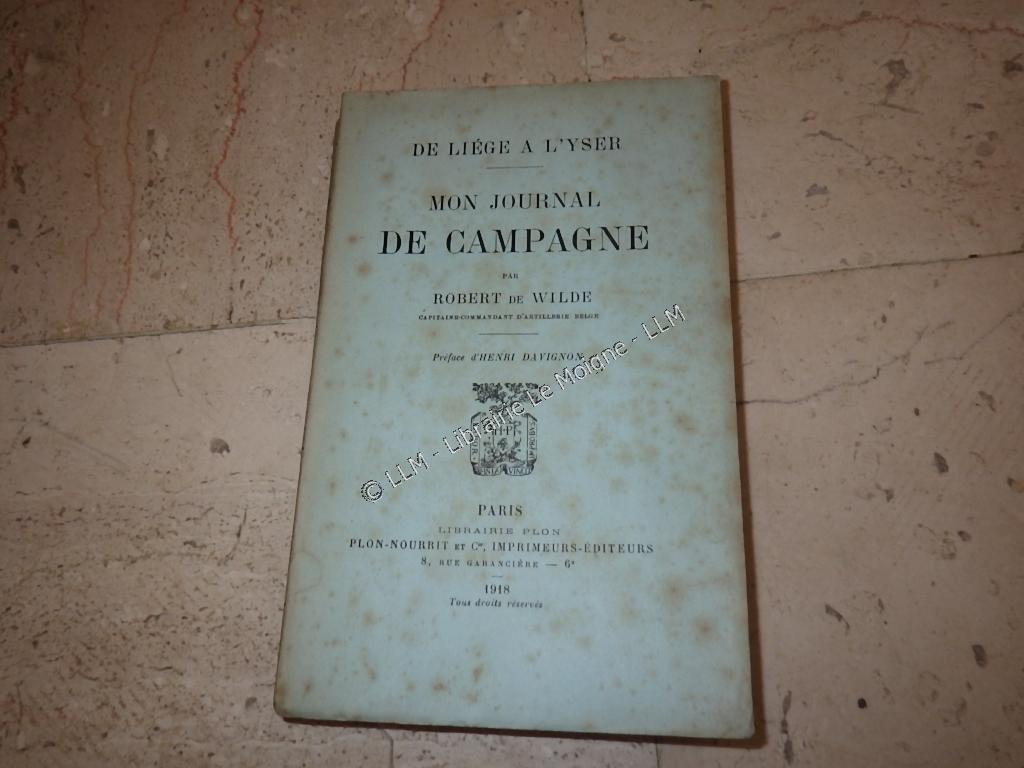 DE LIÉGE A L'YSER
MON JOURNAL
DE CAMPAGNE
PAR
ROBERT DE WILDE
CAPITAINE-COMMANDANT D'ARTILLERIE BELGE
Préface d'HENRI DAVIGNON
© LLM - Librairie Le Moigne - LLM
PARIS
LIBRAIRIE PLON
PLON-NOURRIT ET Cie, IMPRIMEURS-ÉDITEURS
8, RUE GARANCIÈRE — 6e
1918
Tous droits réservés